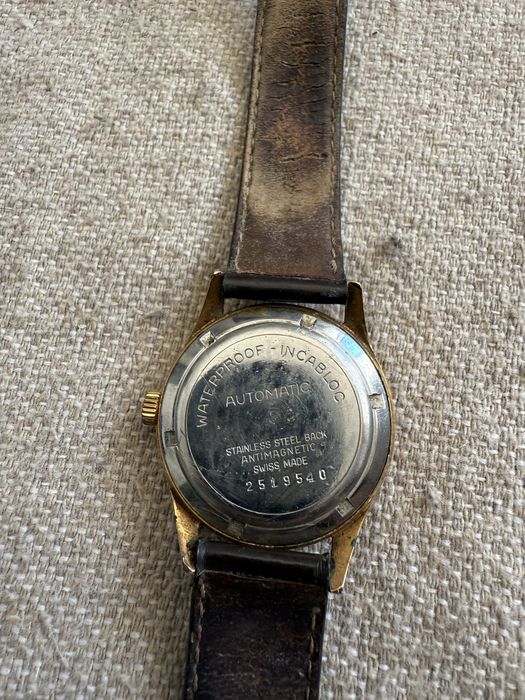 WATERPROOF - INCABLOC
AUTOMATIC
STAINLESS STEEL BACK
ANTIMAGNETIC
SWISS MADE
2519540